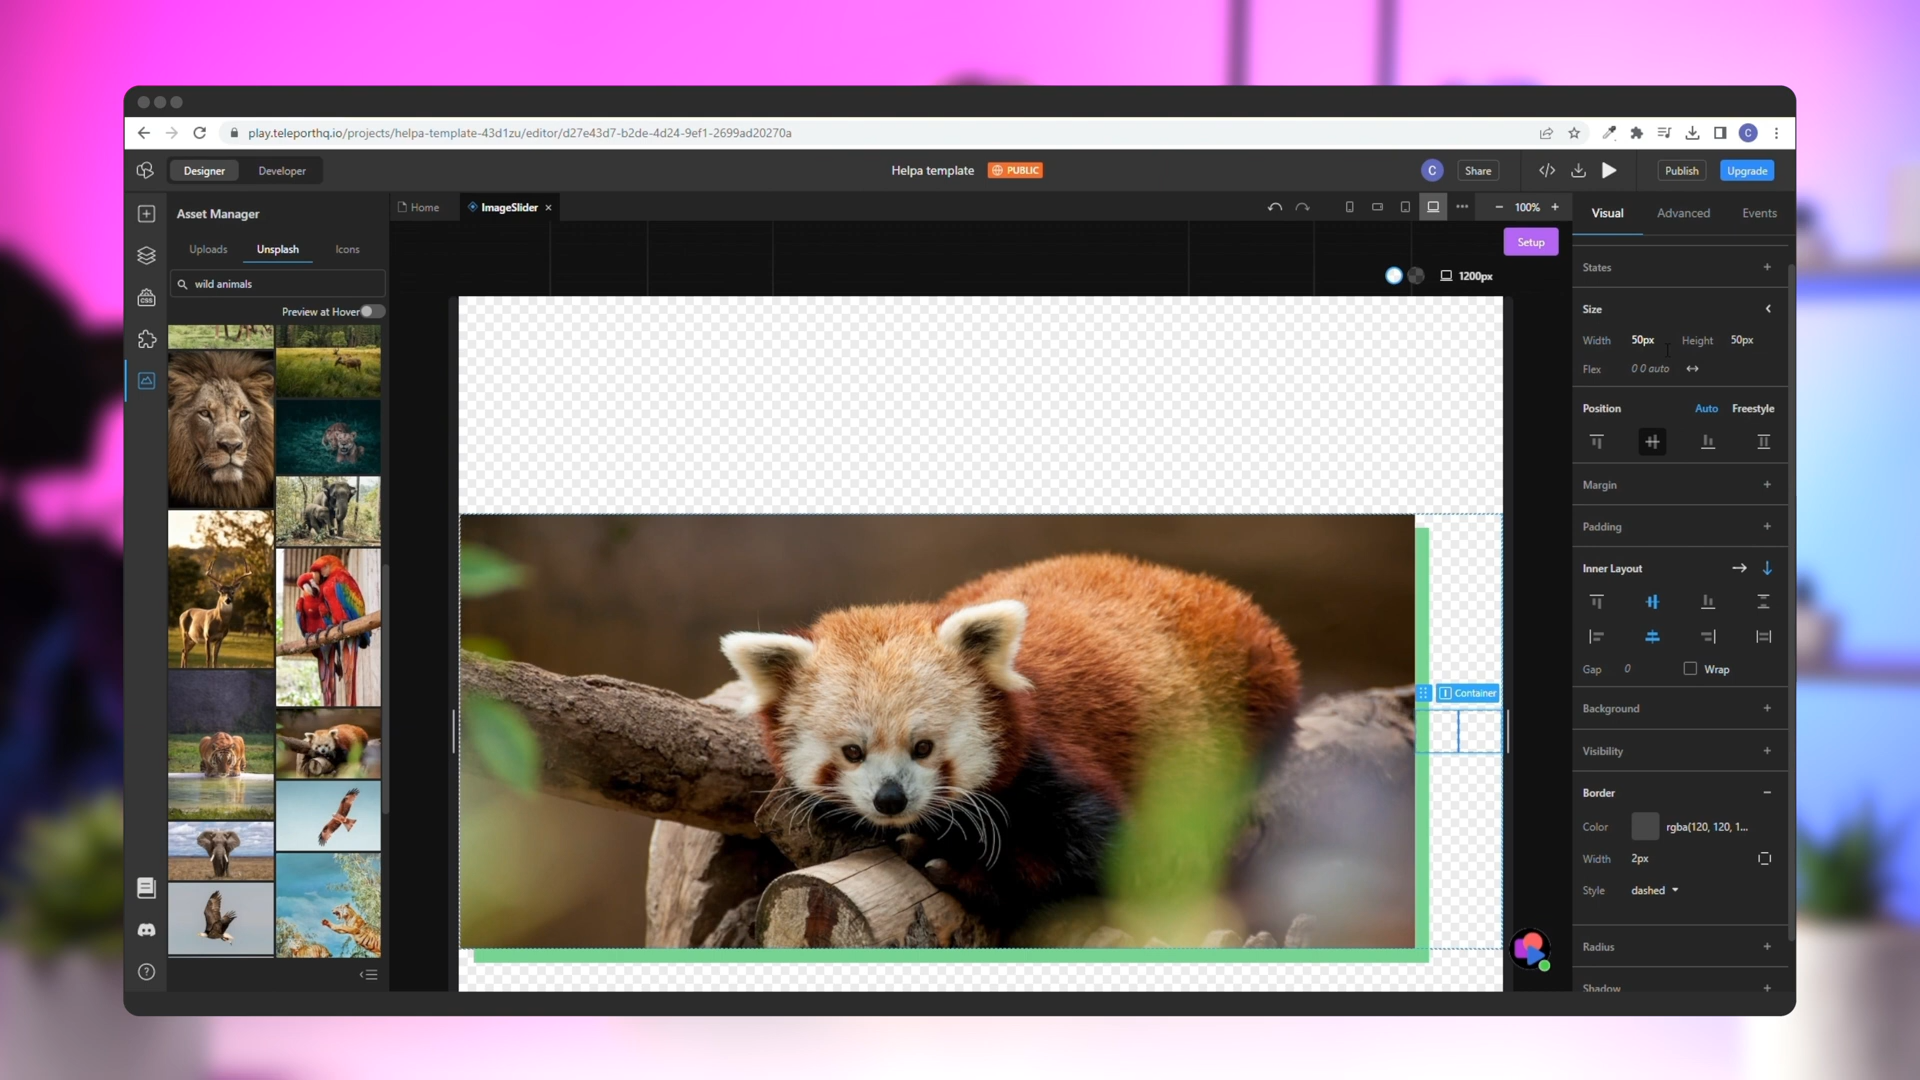 play.teleporthq.io/projects/helpa-template-43d1zu/editor/d27e43d7-b2de-4d24-9ef1-2699ad20270a
C
Designer
Developer
Helpa template
PUBLIC
C
Share
Publish
Upgrade
Asset Manager
Home
ImageSlider
100%
Visual
Advanced
Events
Uploads
Unsplash
Icons
Setup
wild animals
1200px
Preview at Hover
CSS
States
Size
Width 50px Height 50px
Flex 0 0 auto
Position Auto Freestyle
Margin
Padding
Inner Layout
Gap 0 Wrap
Container
Background
Visibility
Border
Color rgba(120, 120, 1...
Width 2px
Style dashed
Radius
Shadow